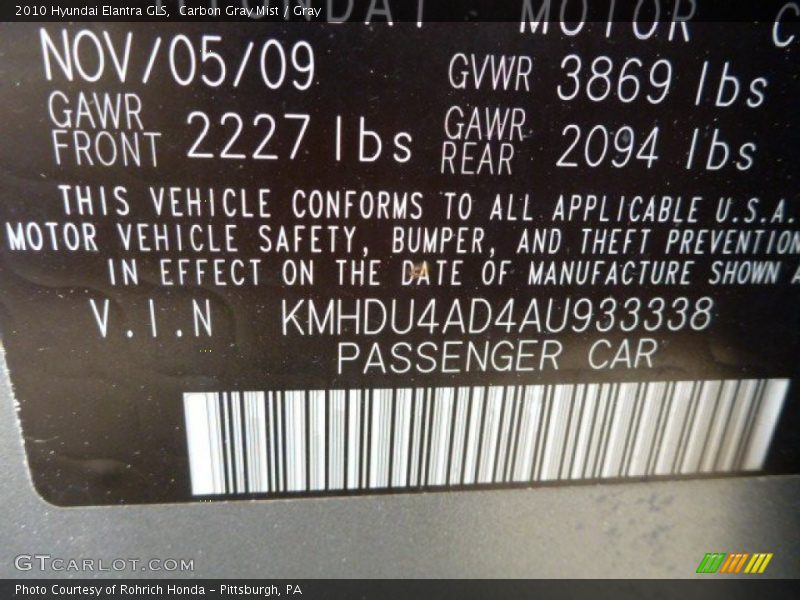 2010 Hyundai Elantra GLS, Carbon Gray Mist / Gray
MOTOR
NOV/05/09 GVWR 3869 lbs
GAWR FRONT 2227 lbs GAWR REAR 2094 lbs
THIS VEHICLE CONFORMS TO ALL APPLICABLE U.S.A.
MOTOR VEHICLE SAFETY, BUMPER, AND THEFT PREVENTION
IN EFFECT ON THE DATE OF MANUFACTURE SHOWN
V.I.N KMHDU4AD4AU933338
PASSENGER CAR
GTCARLOT.COM
Photo Courtesy of Rohrich Honda - Pittsburgh, PA